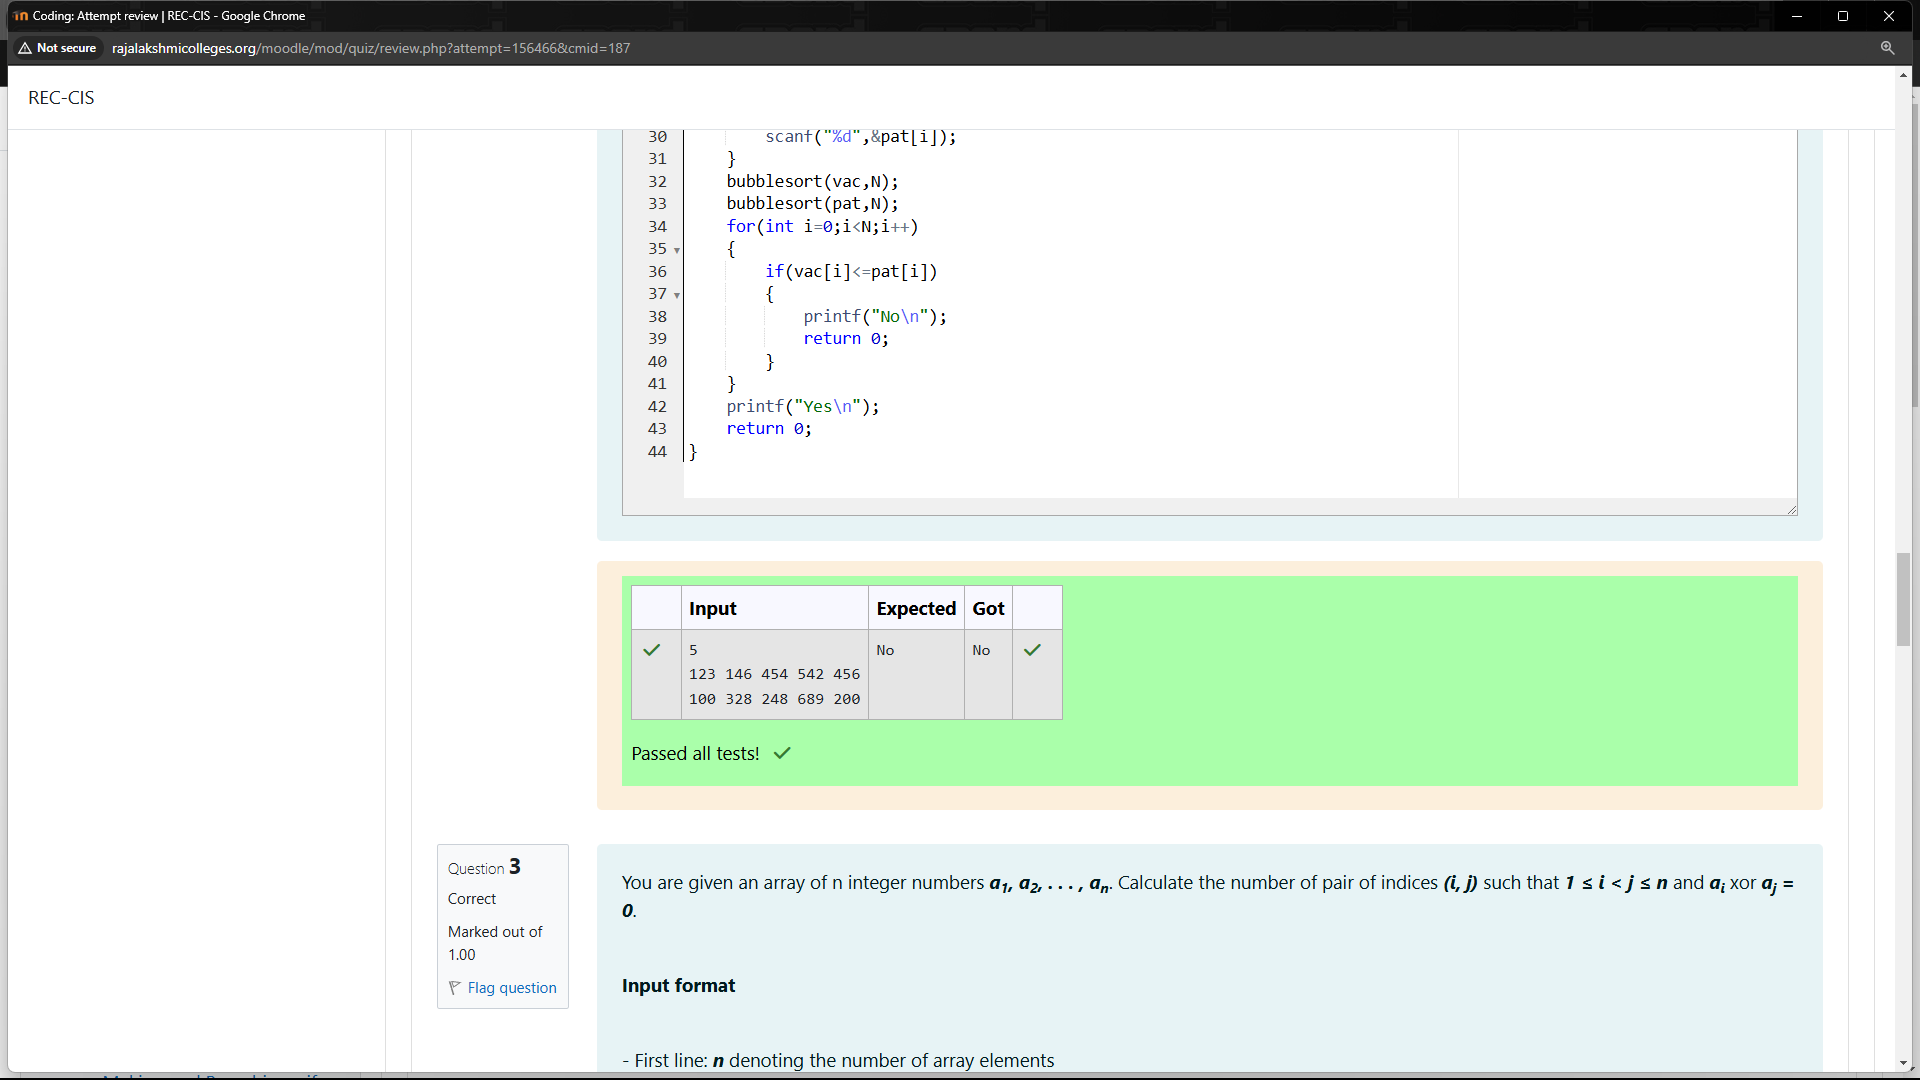 Coding: Attempt review | REC-CIS - Google Chrome
Not secure
rajalakshmicolleges.org/moodle/mod/quiz/review.php?attempt=156466&cmid=187
REC-CIS
30 scanf("%d",&pat[i]);
31 }
32 bubblesort(vac,N);
33 bubblesort(pat,N);
34 for(int i=0;i<N;i++)
35 {
36 if(vac[i]<=pat[i])
37 {
38 printf("No\n");
39 return 0;
40 }
41 }
42 printf("Yes\n");
43 return 0;
44 }
Input Expected Got
5 No No
123 146 454 542 456
100 328 248 689 200
Passed all tests!
Question 3
Correct
Marked out of
1.00
Flag question
You are given an array of n integer numbers a1, a2, . . . , an. Calculate the number of pair of indices (i, j) such that 1 ≤ i < j ≤ n and ai xor aj =
0.
Input format
- First line: n denoting the number of array elements